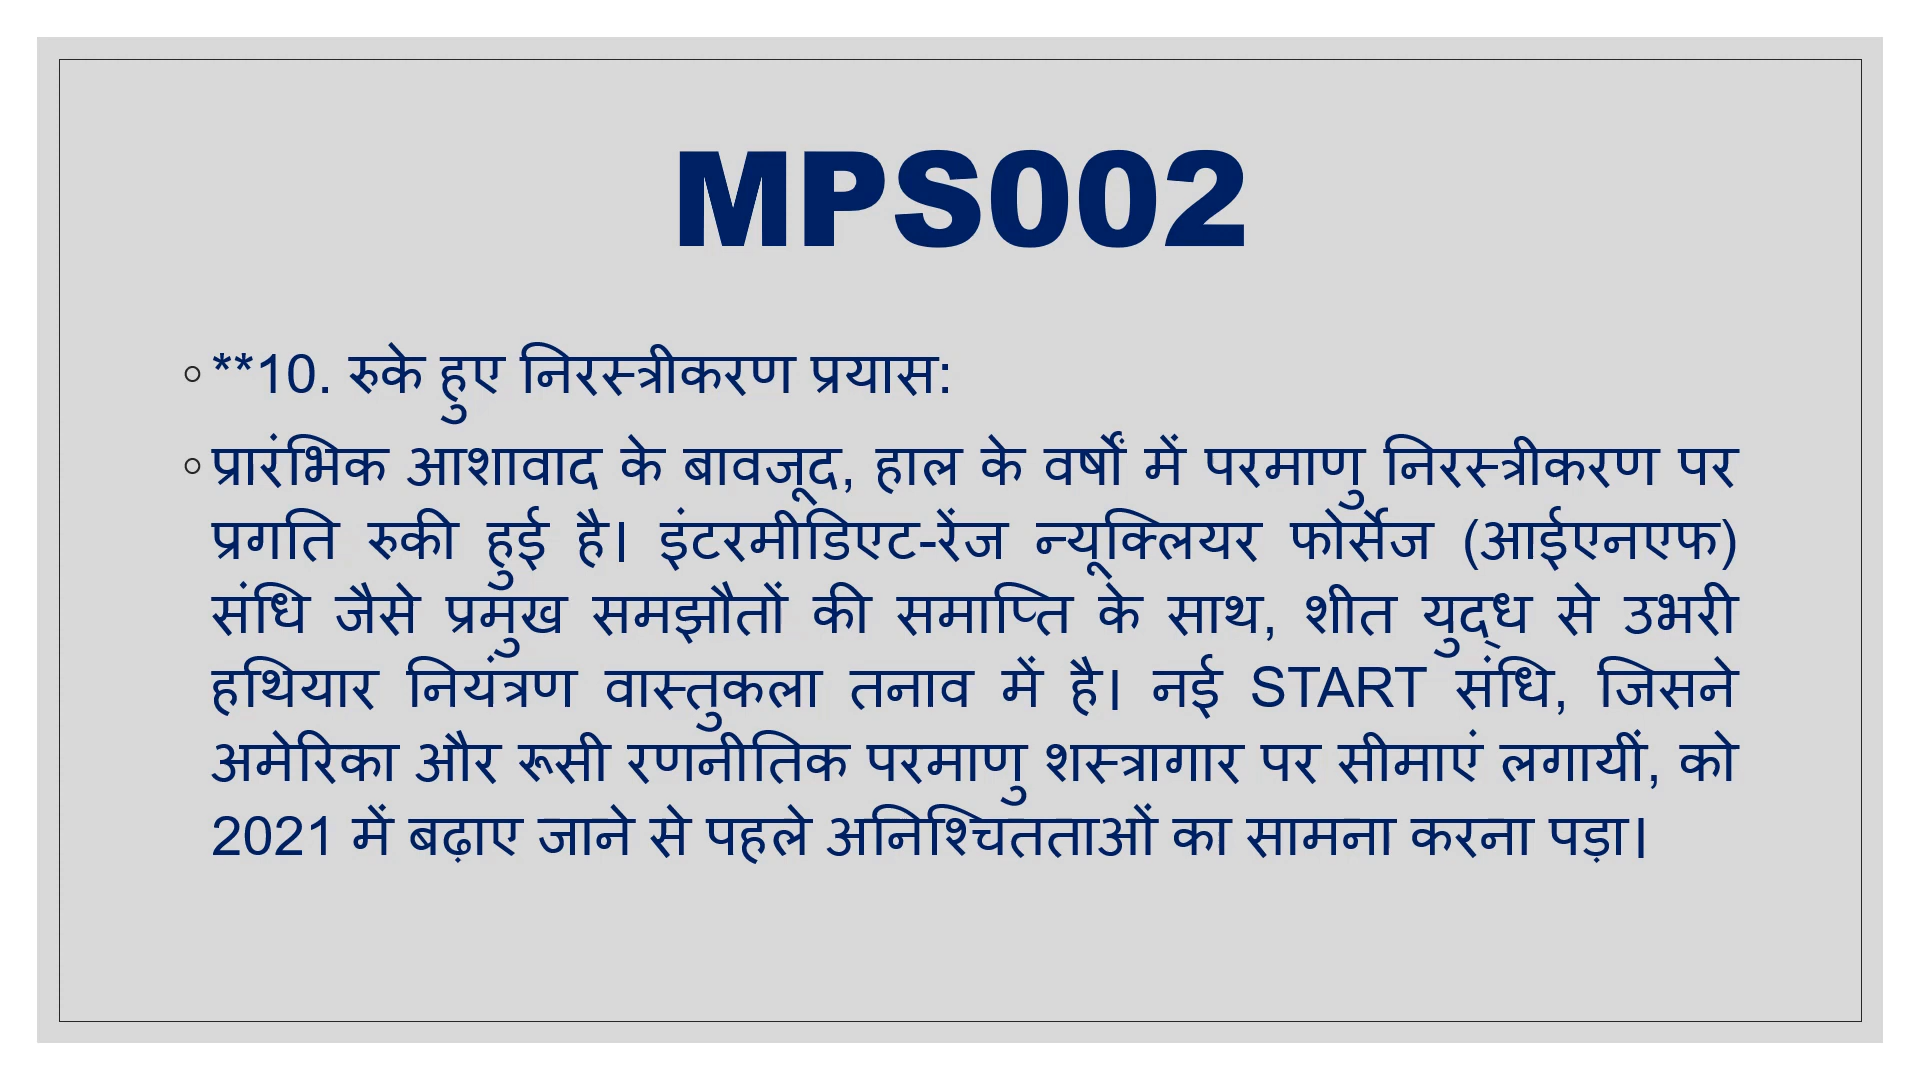 MPS002
**10. रुके हुए निरस्त्रीकरण प्रयास:
प्रारंभिक आशावाद के बावजूद, हाल के वर्षों में परमाणु निरस्त्रीकरण पर
प्रगति रुकी हुई है। इंटरमीडिएट-रेंज न्यूक्लियर फोर्सेज (आईएनएफ)
संधि जैसे प्रमुख समझौतों की समाप्ति के साथ, शीत युद्ध से उभरी
हथियार नियंत्रण वास्तुकला तनाव में है। नई START संधि, जिसने
अमेरिका और रूसी रणनीतिक परमाणु शस्त्रागार पर सीमाएं लगायीं, को
2021 में बढ़ाए जाने से पहले अनिश्चितताओं का सामना करना पड़ा।